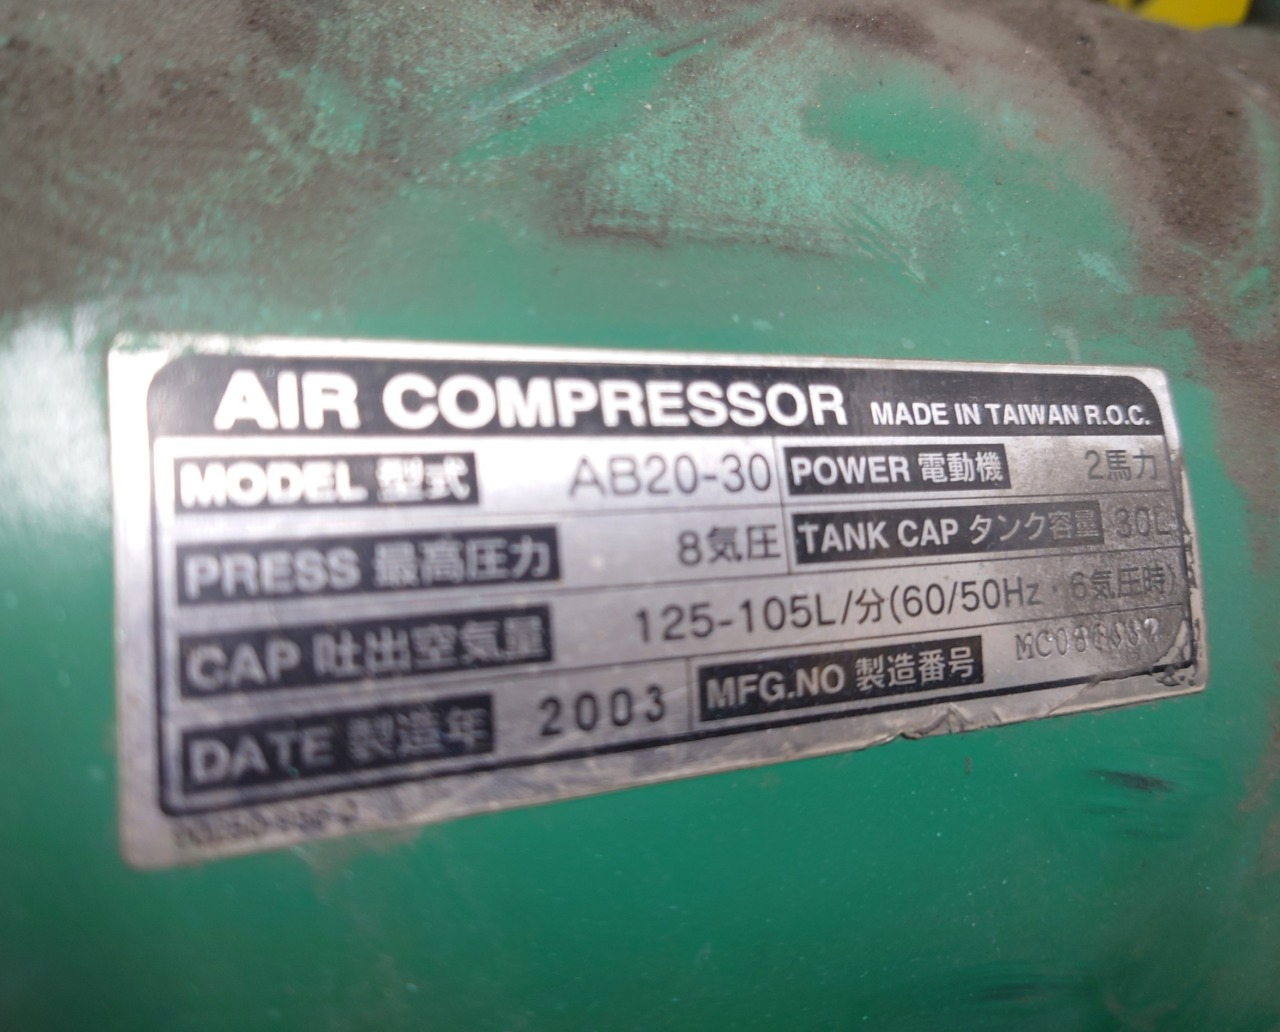 AIR COMPRESSOR MADE IN TAIWAN R.O.C.
MODEL 型式 AB20-30 POWER 電動機 2馬力
PRESS 最高圧力 8気圧 TANK CAP タンク容量 30L
CAP 吐出空気量 125-105L/分(60/50Hz・6気圧時)
DATE 製造年 2003 MFG.NO 製造番号